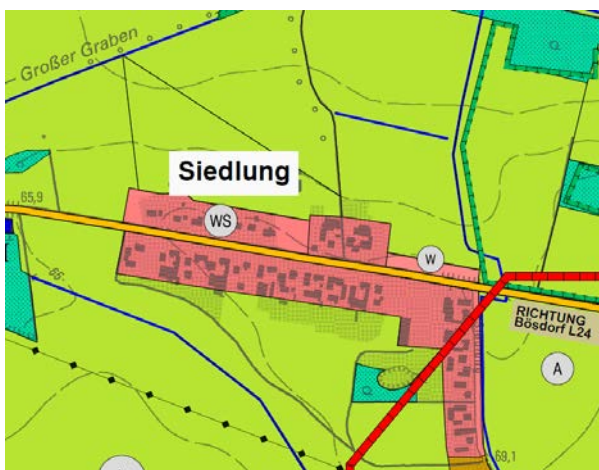 Großer Graben
Siedlung
65,9
WS
W
65
RICHTUNG
Bösdorf L24
A
69,1